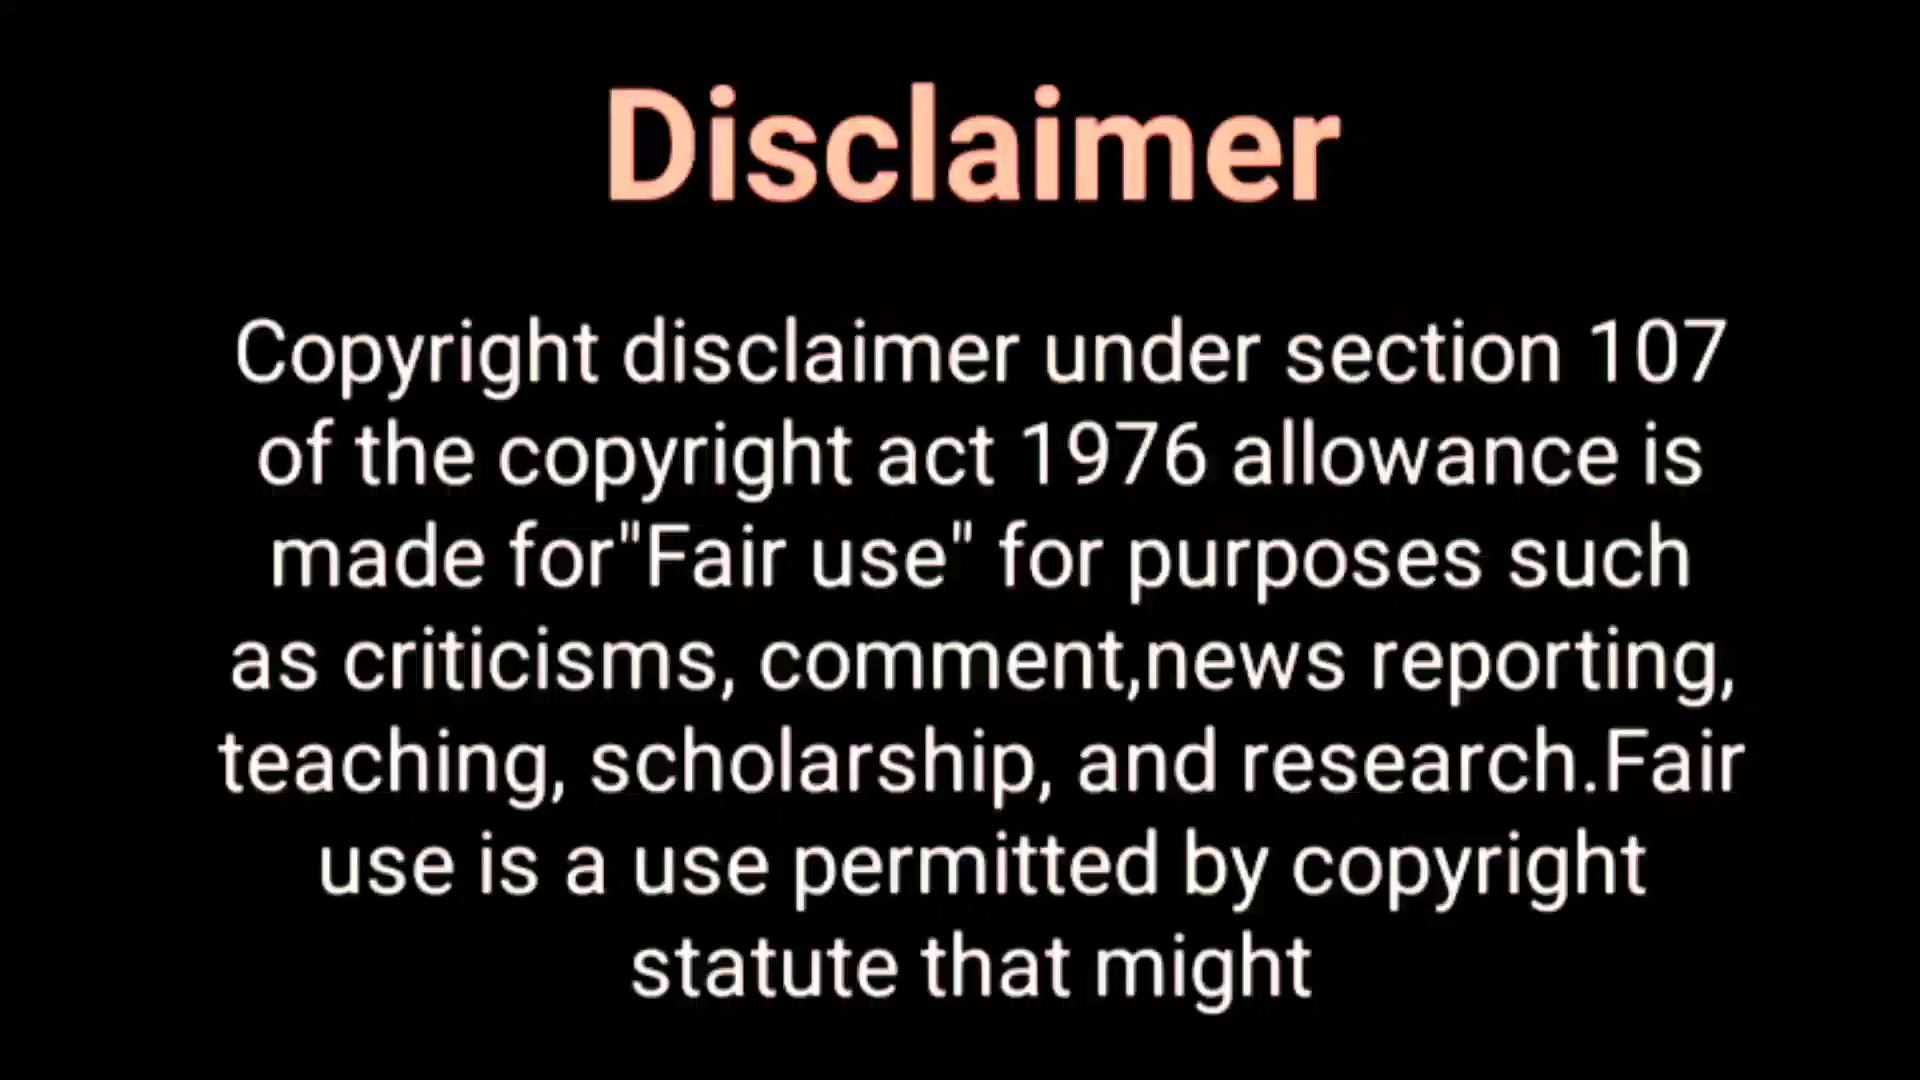 Disclaimer
Copyright disclaimer under section 107
of the copyright act 1976 allowance is
made for"Fair use" for purposes such
as criticisms, comment,news reporting,
teaching, scholarship, and research.Fair
use is a use permitted by copyright
statute that might